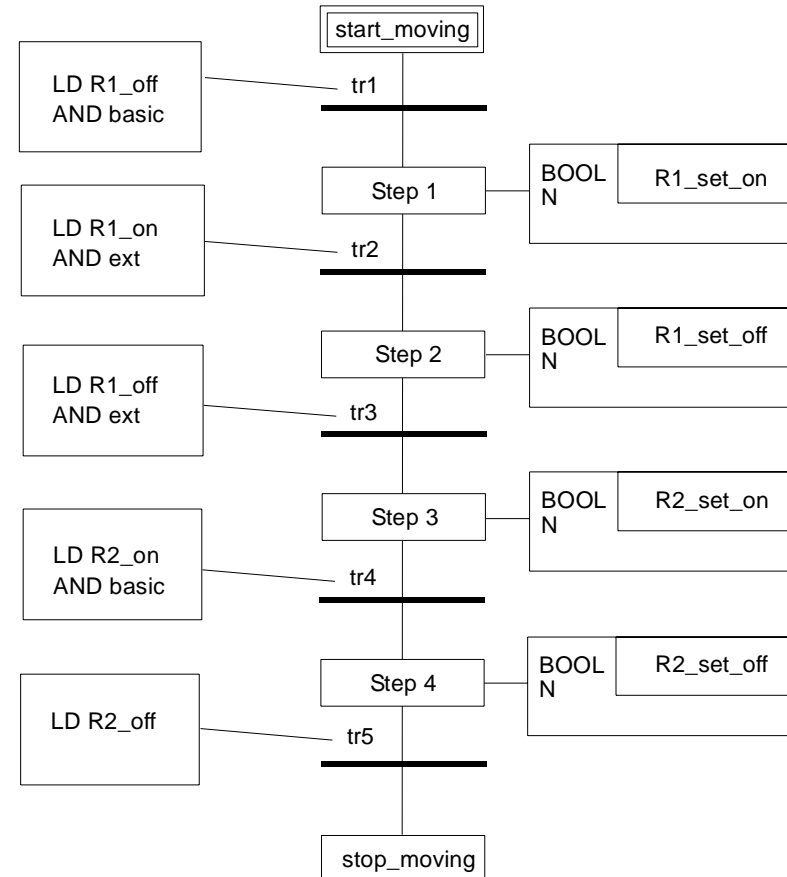 start_moving
LD R1_off
AND basic
tr1
Step 1
BOOL
N
R1_set_on
LD R1_on
AND ext
tr2
Step 2
BOOL
N
R1_set_off
LD R1_off
AND ext
tr3
Step 3
BOOL
N
R2_set_on
LD R2_on
AND basic
tr4
Step 4
BOOL
N
R2_set_off
LD R2_off
tr5
stop_moving